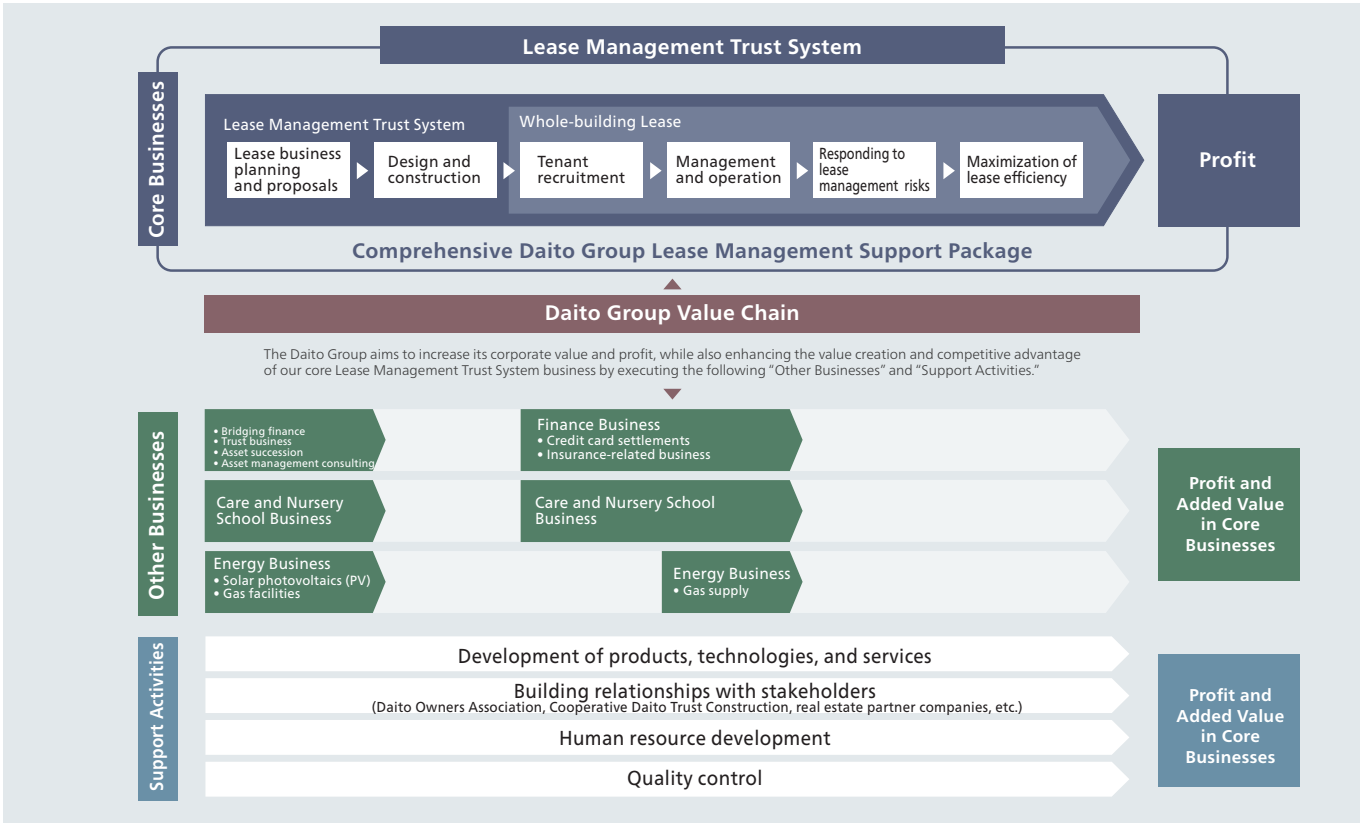 Lease Management Trust System
Core Businesses
Lease Management Trust System
Lease business
planning
and proposals
Design and
construction
Whole-building Lease
Tenant
recruitment
Management
and operation
Responding to
lease
management risks
Maximization of
lease efficiency
Profit
Comprehensive Daito Group Lease Management Support Package
Daito Group Value Chain
The Daito Group aims to increase its corporate value and profit, while also enhancing the value creation and competitive advantage
of our core Lease Management Trust System business by executing the following “Other Businesses” and “Support Activities.”
Other Businesses
• Bridging finance
• Trust business
• Asset succession
• Asset management consulting
Finance Business
• Credit card settlements
• Insurance-related business
Care and Nursery
School Business
Care and Nursery School
Business
Energy Business
• Solar photovoltaics (PV)
• Gas facilities
Energy Business
• Gas supply
Profit and
Added Value
in Core
Businesses
Support Activities
Development of products, technologies, and services
Building relationships with stakeholders
(Daito Owners Association, Cooperative Daito Trust Construction, real estate partner companies, etc.)
Human resource development
Quality control
Profit and
Added Value
in Core
Businesses